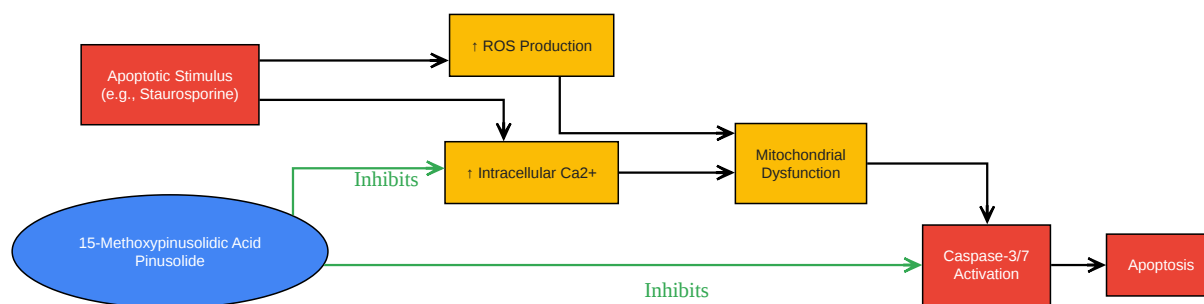 ↑ ROS Production
Apoptotic Stimulus
(e.g., Staurosporine)
Mitochondrial
Dysfunction
↑ Intracellular Ca2+
Inhibits
15-Methoxypinusolidic Acid
Pinusolide
Caspase-3/7
Activation
Apoptosis
Inhibits